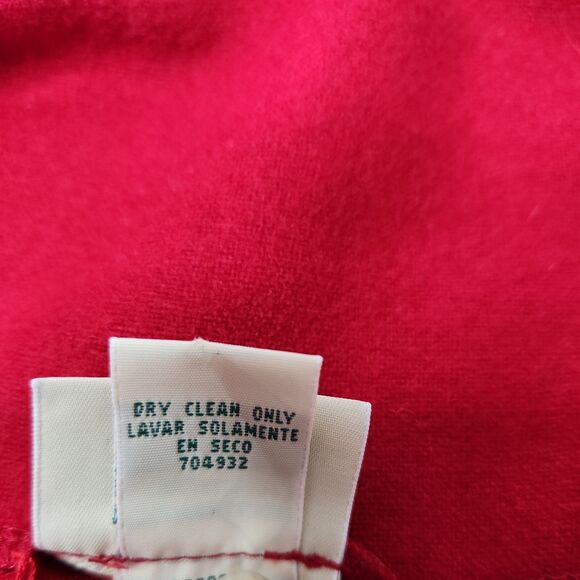 DRY CLEAN ONLY
LAVAR SOLAMENTE
EN SECO
704932